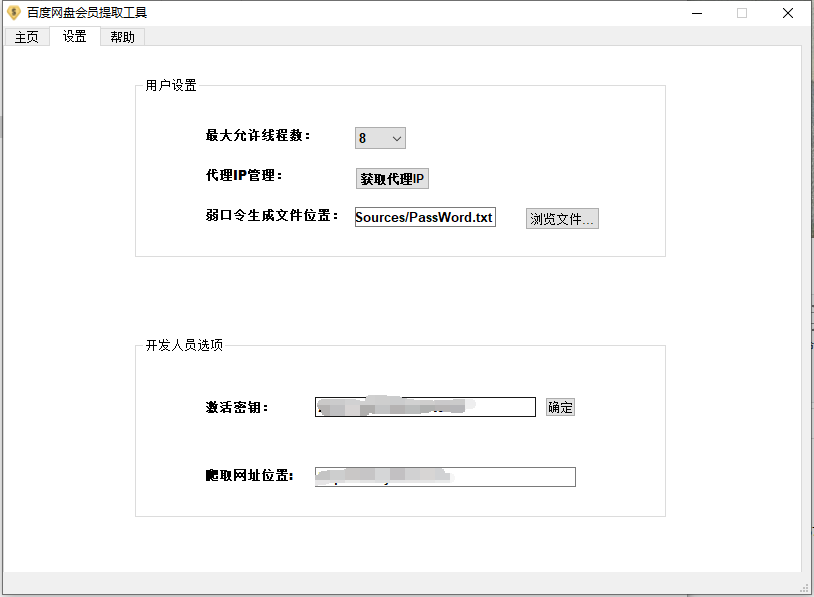 百度网盘会员提取工具
主页 设置 帮助
用户设置
最大允许线程数： 8
代理IP管理： 获取代理IP
弱口令生成文件位置： Sources/PassWord.txt 浏览文件...
开发人员选项
激活密钥： 确定
爬取网址位置: